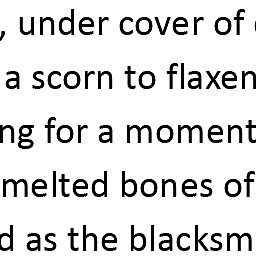 , under cover of
a scorn to flaxen
ng for a moment
melted bones of
d as the blacksm